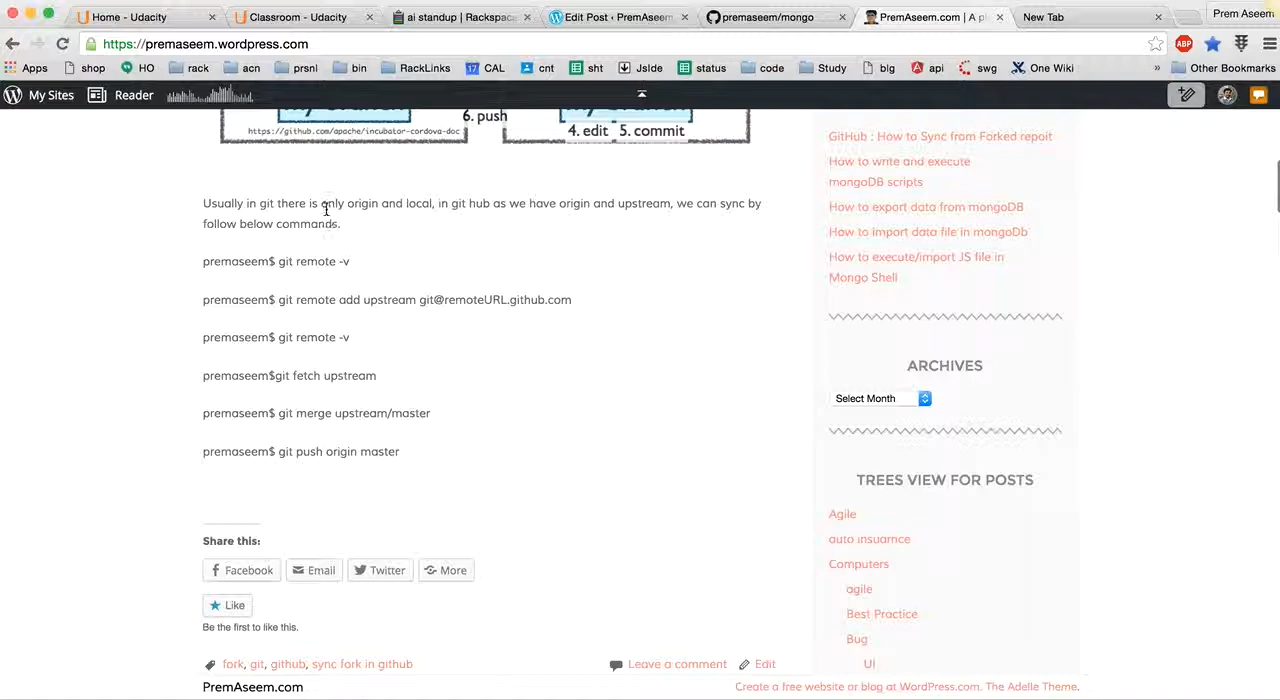 Home - Udacity
Classroom - Udacity
ai standup | Rackspac
Edit Post ‹ PremAseem
premaseem/mongo
PremAseem.com | A p
New Tab
Prem Aseem
https://premaseem.wordpress.com
ABP
Apps shop HO rack acn prsnl bin RackLinks 17 CAL cnt sht Jslde status code Study blg api swg One Wiki » Other Bookmarks
My Sites Reader
6. push
https://github.com/apache/incubator-cordova-doc
4. edit 5. commit
Usually in git there is only origin and local, in git hub as we have origin and upstream, we can sync by
follow below commands.
premaseem$ git remote -v
premaseem$ git remote add upstream git@remoteURL.github.com
premaseem$ git remote -v
premaseem$git fetch upstream
premaseem$ git merge upstream/master
premaseem$ git push origin master
Share this:
Facebook Email Twitter More
Like
Be the first to like this.
fork, git, github, sync fork in github
Leave a comment Edit
PremAseem.com
GitHub : How to Sync from Forked repoit
How to write and execute
mongoDB scripts
How to export data from mongoDB
How to import data file in mongoDb
How to execute/import JS file in
Mongo Shell
ARCHIVES
Select Month
TREES VIEW FOR POSTS
Agile
auto insuarnce
Computers
agile
Best Practice
Bug
UI
Create a free website or blog at WordPress.com. The Adelle Theme.